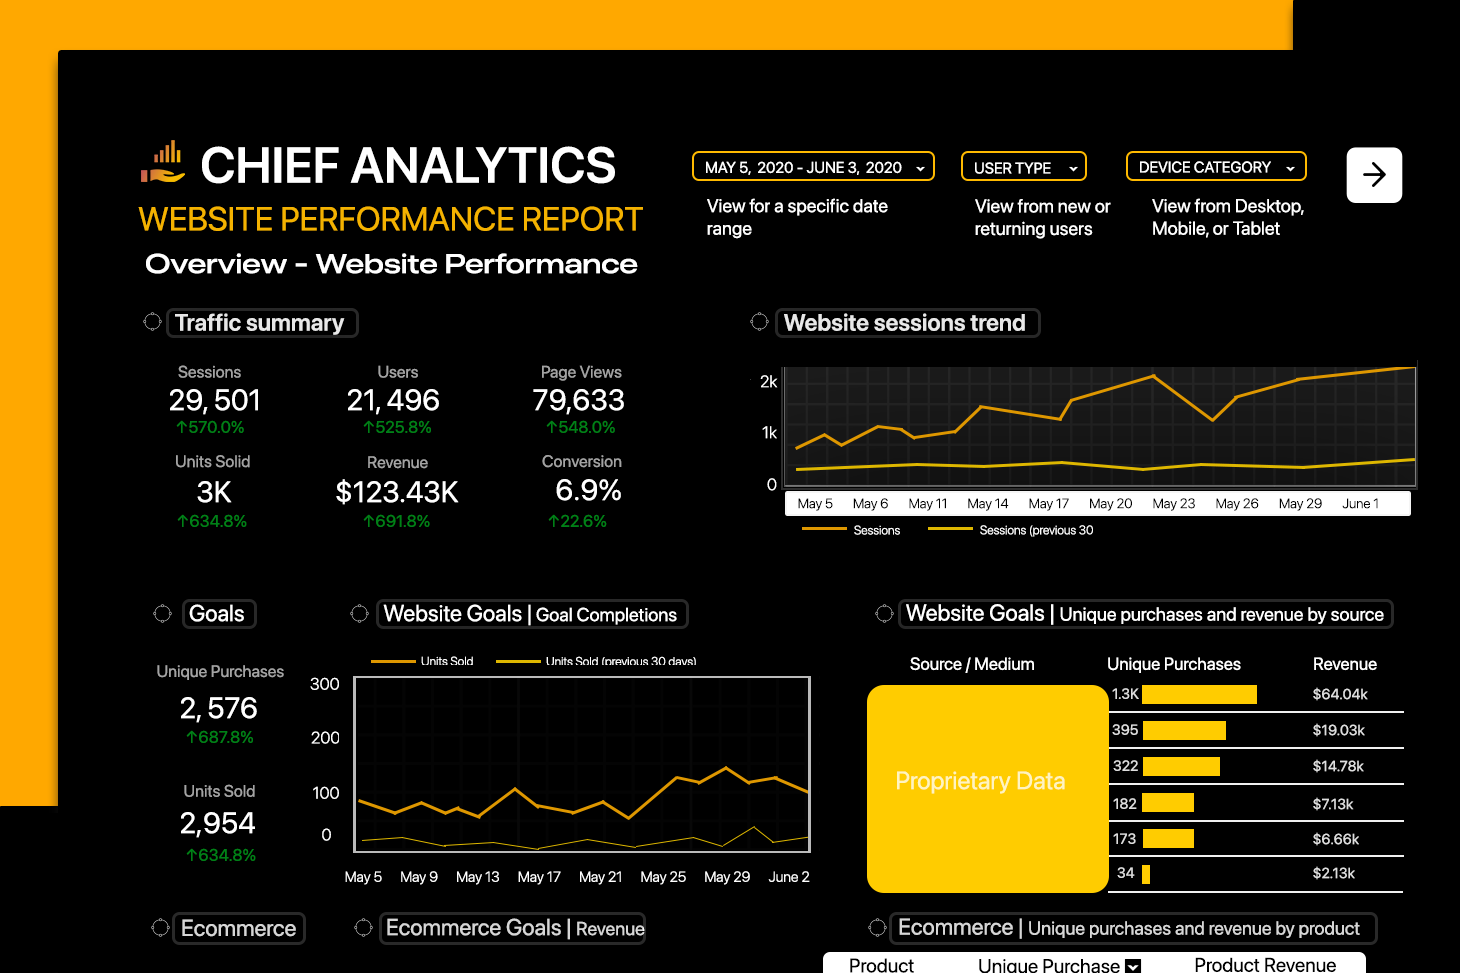 CHIEF ANALYTICS
WEBSITE PERFORMANCE REPORT
Overview - Website Performance
MAY 5, 2020 - JUNE 3, 2020
View for a specific date
range
USER TYPE
View from new or
returning users
DEVICE CATEGORY
View from Desktop,
Mobile, or Tablet
Traffic summary
Sessions
29, 501
↑570.0%
Users
21, 496
↑525.8%
Page Views
79,633
↑548.0%
Units Solid
3K
↑634.8%
Revenue
$123.43K
↑691.8%
Conversion
6.9%
↑22.6%
Website sessions trend
2k
1k
0
May 5 May 6 May 11 May 14 May 17 May 20 May 23 May 26 May 29 June 1
Sessions Sessions (previous 30
Goals
Unique Purchases
2, 576
↑687.8%
Units Sold
2,954
↑634.8%
Website Goals | Goal Completions
Units Sold Units Sold (previous 30 days)
300
200
100
0
May 5 May 9 May 13 May 17 May 21 May 25 May 29 June 2
Website Goals | Unique purchases and revenue by source
Source / Medium Unique Purchases Revenue
Proprietary Data
1.3K $64.04k
395 $19.03k
322 $14.78k
182 $7.13k
173 $6.66k
34 $2.13k
Ecommerce
Ecommerce Goals | Revenue
Ecommerce | Unique purchases and revenue by product
Product Unique Purchase Product Revenue